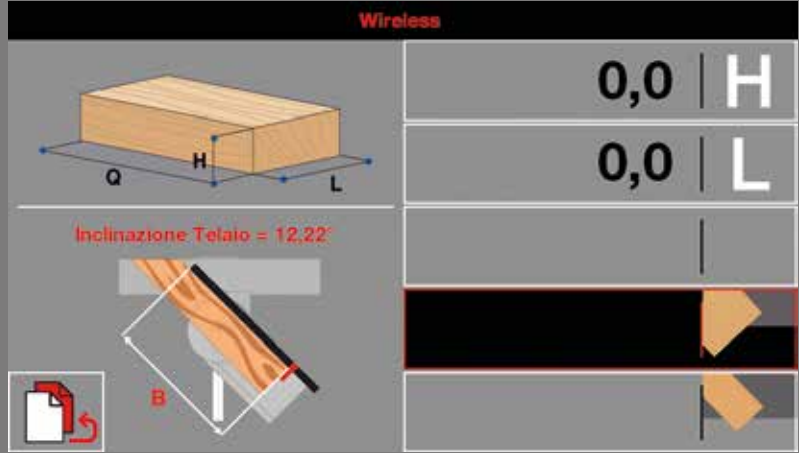 Wireless
H
Q
L
Inclinazione Telaio = 12,22°
B
0,0 H
0,0 L